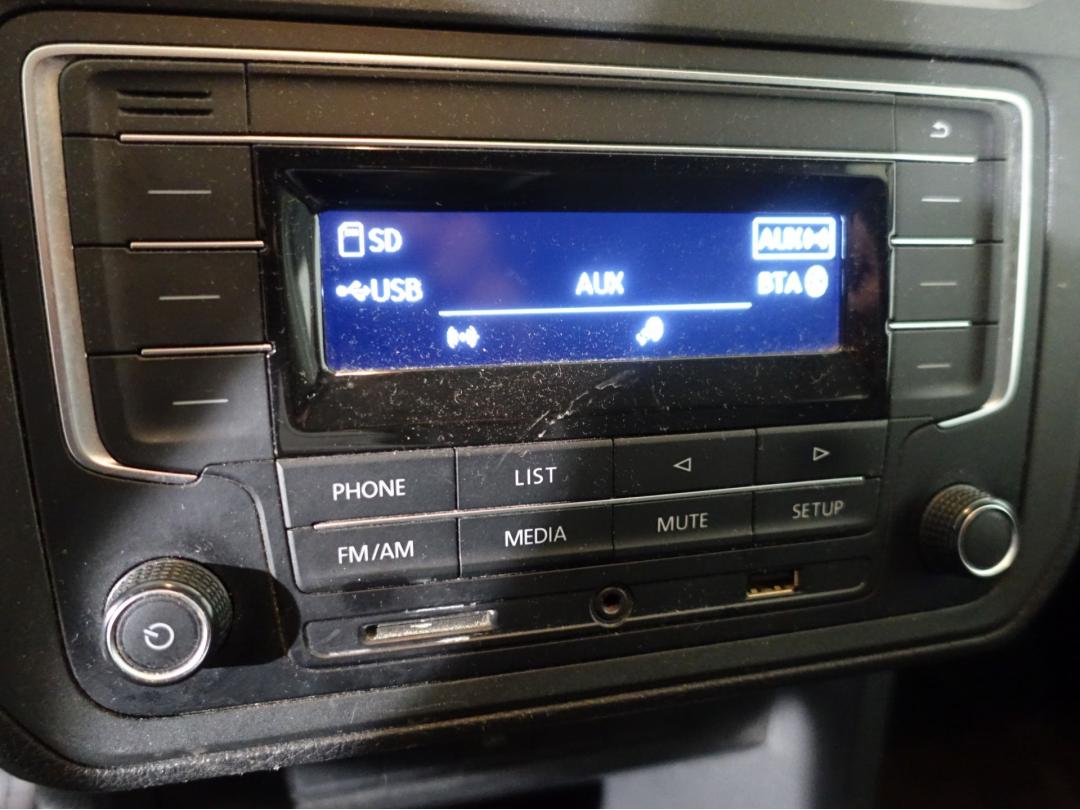 SD
AUX
USB
AUX
BTA
PHONE
LIST
FM/AM
MEDIA
MUTE
SETUP